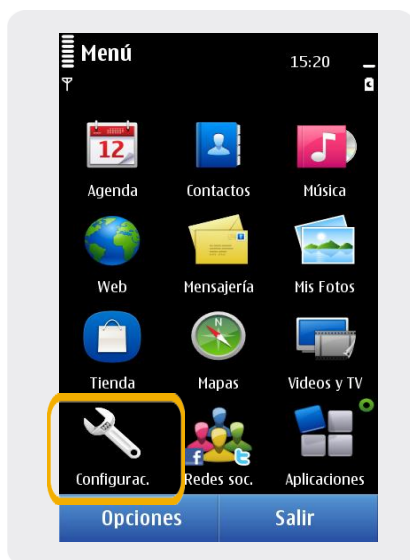 Menú
15:20
12
Agenda Contactos Música
Web Mensajería Mis Fotos
N
Tienda Mapas Videos y TV
f
Configurac. Redes soc. Aplicaciones
Opciones Salir